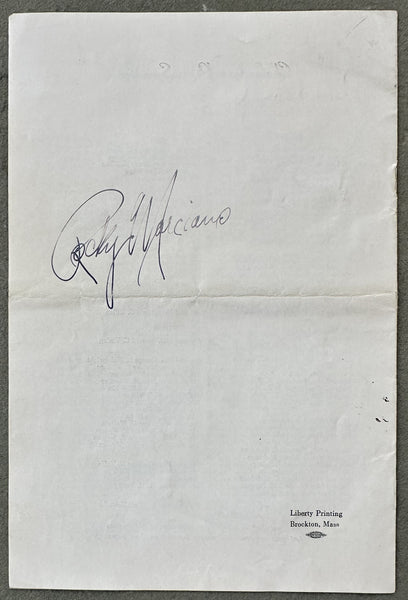 Rocky Marciano
Liberty Printing
Brockton, Mass